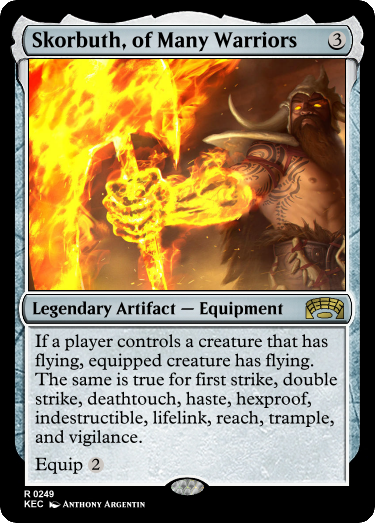 Skorbuth, of Many Warriors 3
Legendary Artifact — Equipment
If a player controls a creature that has
flying, equipped creature has flying.
The same is true for first strike, double
strike, deathtouch, haste, hexproof,
indestructible, lifelink, reach, trample,
and vigilance.
Equip 2
R 0249
KEC Anthony Argentin